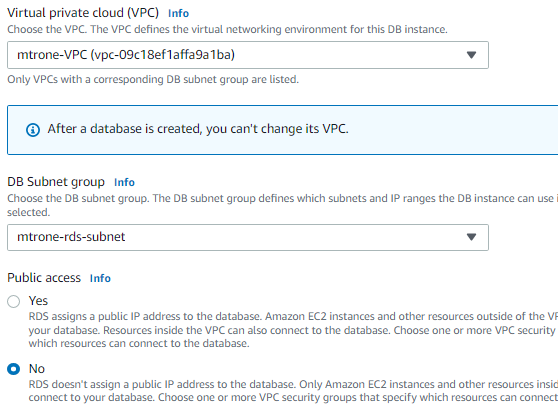 Virtual private cloud (VPC) Info
Choose the VPC. The VPC defines the virtual networking environment for this DB instance.
mtrone-VPC (vpc-09c18ef1affa9a1ba)
Only VPCs with a corresponding DB subnet group are listed.
After a database is created, you can't change its VPC.
DB Subnet group Info
Choose the DB subnet group. The DB subnet group defines which subnets and IP ranges the DB instance can use
selected.
mtrone-rds-subnet
Public access Info
Yes
RDS assigns a public IP address to the database. Amazon EC2 instances and other resources outside of the
your database. Resources inside the VPC can also connect to the database. Choose one or more VPC security
which resources can connect to the database.
No
RDS doesn't assign a public IP address to the database. Only Amazon EC2 instances and other resources
connect to your database. Choose one or more VPC security groups that specify which resources can connect